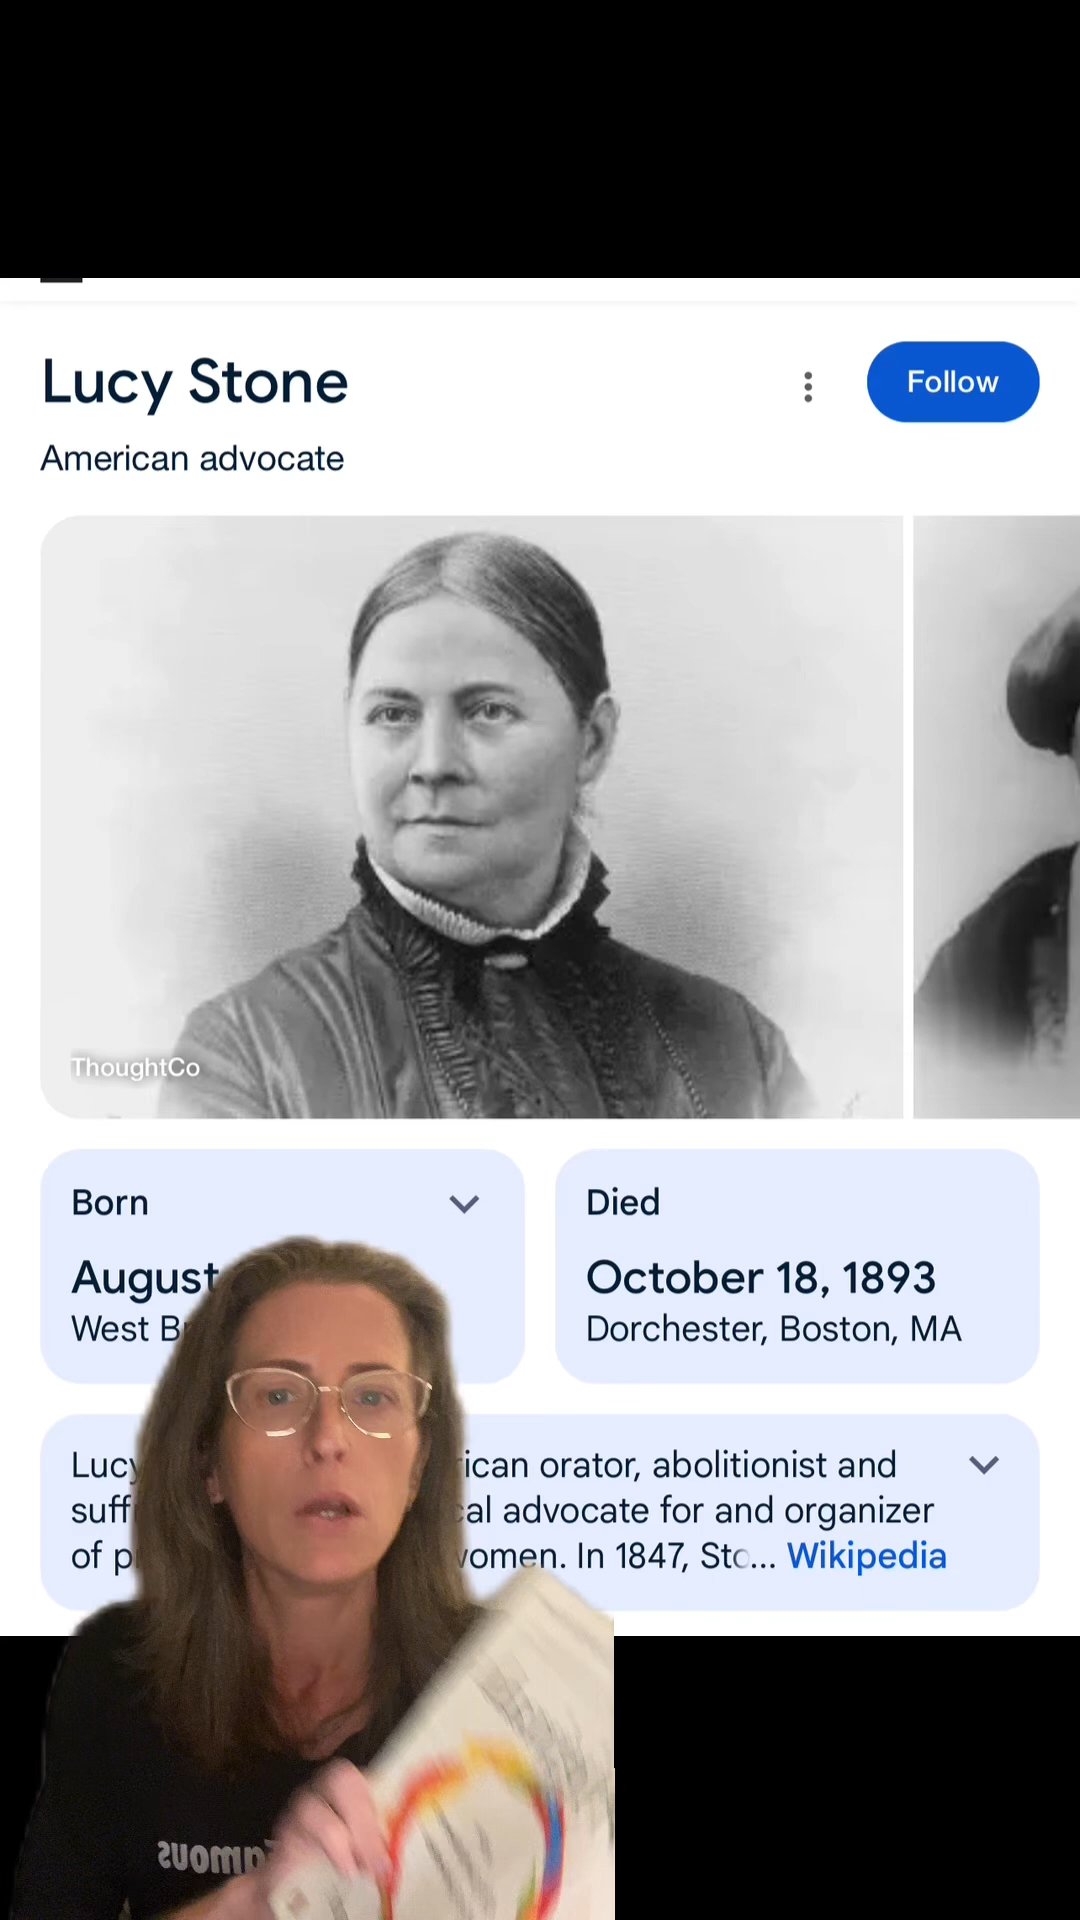 Lucy Stone
Follow
American advocate
ThoughtCo
Born
August
West B
Died
October 18, 1893
Dorchester, Boston, MA
Lucy ican orator, abolitionist and
suff al advocate for and organizer
of p women. In 1847, Sto... Wikipedia